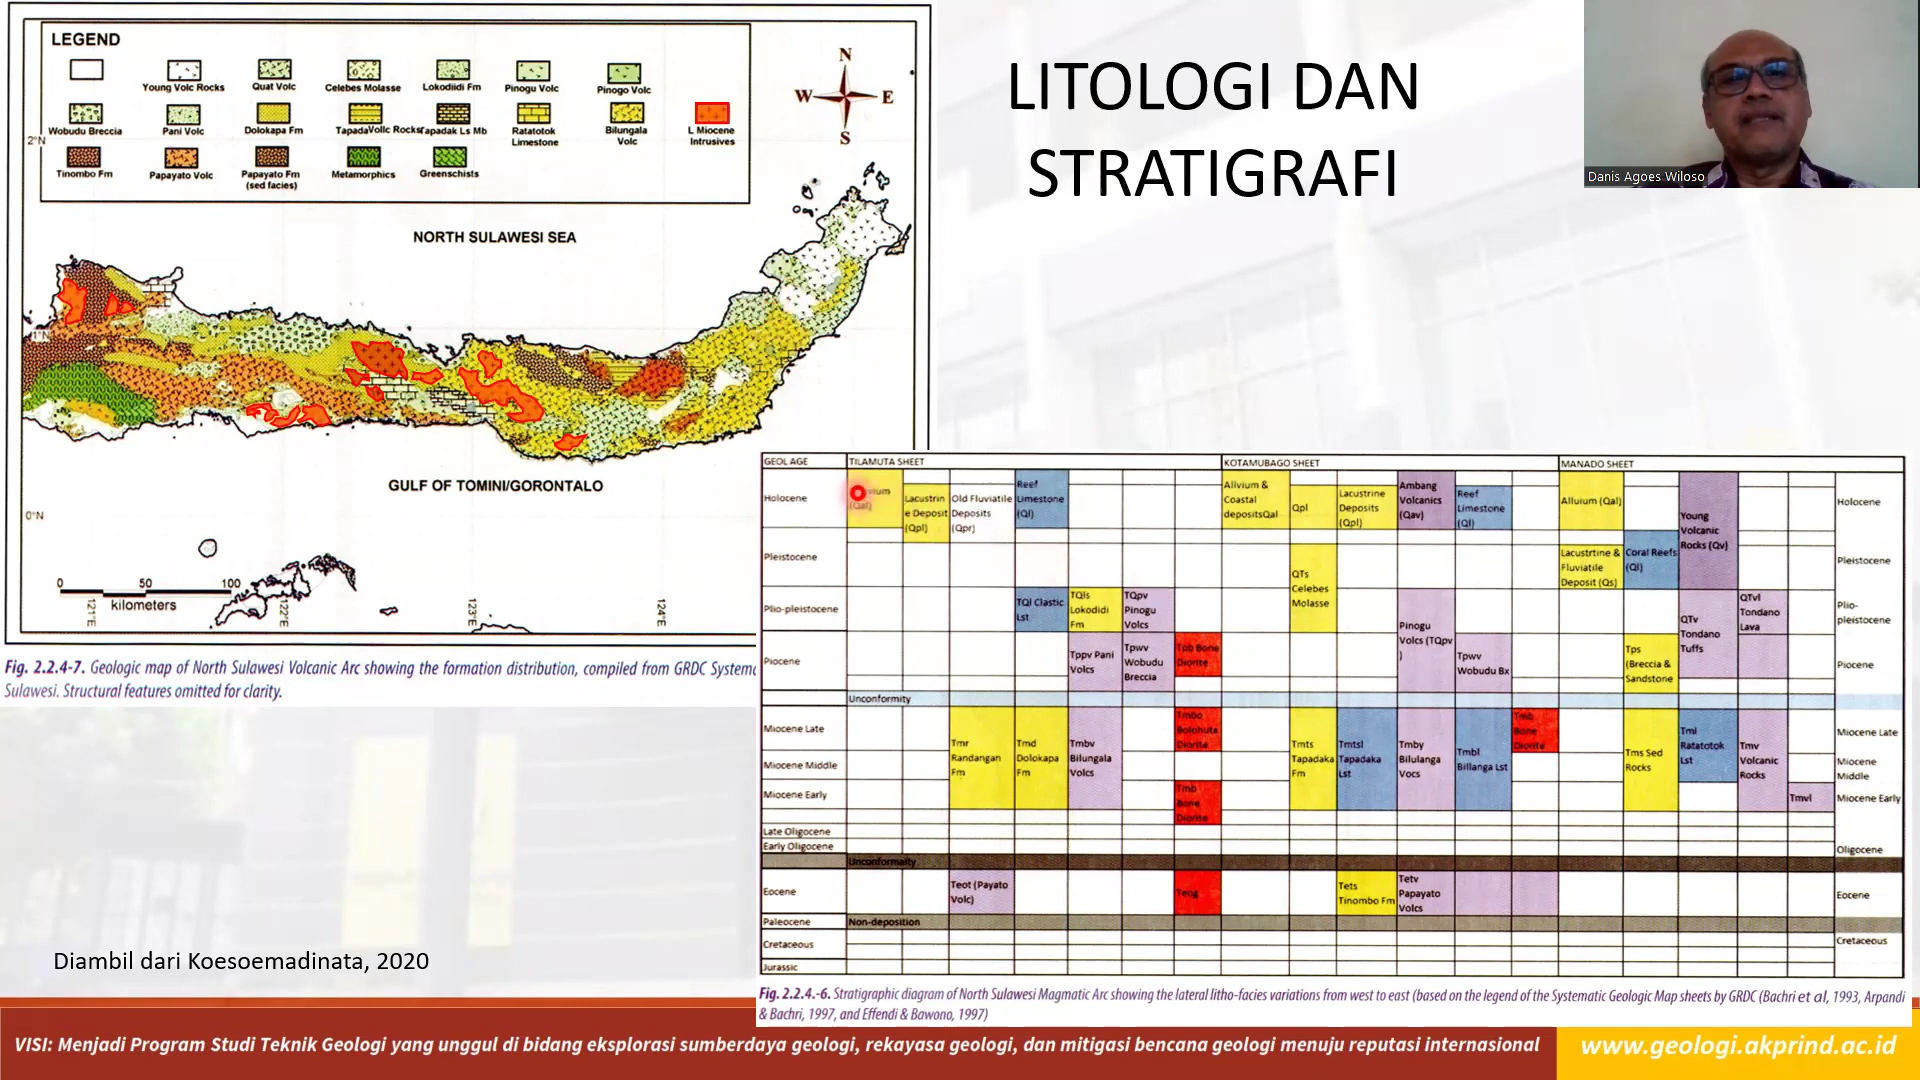 LEGEND
Young Volc Rocks
Quat Volc
Celebes Molasse
Lokodiidi Fm
Pinogu Volc
Pinogo Volc
Wobudu Breccia
Pani Volc
Dolokapa Fm
TapadaVolic Rocks
Tapadak Ls Mb
Ratatotok
Limestone
Bilungala
Volc
L Miocene
Intrusives
Tinombo Fm
Papayato Volc
Papayato Fm
(sed facies)
Metamorphics
Greenschists
N
W
E
S
2°N
1°N
0°N
NORTH SULAWESI SEA
GULF OF TOMINI/GORONTALO
0
50
100
kilometers
121°E
122°E
123°E
124°E
Fig. 2.2.4-7. Geologic map of North Sulawesi Volcanic Arc showing the formation distribution, compiled from GRDC Systema
Sulawesi. Structural features omitted for clarity.
LITOLOGI DAN
STRATIGRAFI
Danis Agoes Wiloso
GEOL AGE
TILAMUTA SHEET
KOTAMUBAGO SHEET
MANADO SHEET
Holocene
(Qal)
Lacustrin
e Deposit
(Qpl)
Old Fluviatile
Deposits
(Qpr)
Reef
Limestone
(Ql)
Allvium &
Coastal
depositsQal
Qpl
Lacustrine
Deposits
(Qpl)
Ambang
Volcanics
(Qav)
Reef
Limestone
(Ql)
Alluium (Qal)
Young
Volcanic
Rocks (Qv)
Holocene
Pleistocene
QTs
Celebes
Molasse
Lacustrtine &
Fluviatile
Deposit (Qs)
Coral Reefs
(Ql)
Pleistocene
Plio-pleistocene
TQl Clastic
Lst
TQls
Lokodidi
Fm
TQpv
Pinogu
Volcs
Pinogu
Volcs (TQpv
)
QTv
Tondano
Tuffs
QTvl
Tondano
Lava
Plio-
pleistocene
Piocene
Tppv Pani
Volcs
Tpwv
Wobudu
Breccia
Tpb Bone
Diorite
Tpwv
Wobudu Bx
Tps
(Breccia &
Sandstone
Piocene
Unconformity
Miocene Late
Miocene Middle
Miocene Early
Tmr
Randangan
Fm
Tmd
Dolokapa
Fm
Tmbv
Bilungala
Volcs
Tmbo
Bolohuta
Diorite
Tmb
Bone
Diorite
Tmts
Tapadaka
Fm
Tmtsl
Tapadaka
Lst
Tmby
Bilulanga
Vocs
Tmbl
Billanga Lst
Tmb
Bone
Diorite
Tms Sed
Rocks
Tml
Ratatotok
Lst
Tmv
Volcanic
Rocks
Tmvl
Miocene Late
Miocene
Middle
Miocene Early
Late Oligocene
Early Oligocene
Oligocene
Unconformaity
Eocene
Teot (Payato
Volc)
Teog
Tets
Tinombo Fm
Tetv
Papayato
Volcs
Eocene
Paleocene
Non-deposition
Cretaceous
Cretaceous
Jurassic
Fig. 2.2.4.-6. Stratigraphic diagram of North Sulawesi Magmatic Arc showing the lateral litho-facies variations from west to east (based on the legend of the Systematic Geologic Map sheets by GRDC (Bachri et al, 1993, Arpandi
& Bachri, 1997, and Effendi & Bawono, 1997)
Diambil dari Koesoemadinata, 2020
VISI: Menjadi Program Studi Teknik Geologi yang unggul di bidang eksplorasi sumberdaya geologi, rekayasa geologi, dan mitigasi bencana geologi menuju reputasi internasional
www.geologi.akprind.ac.id